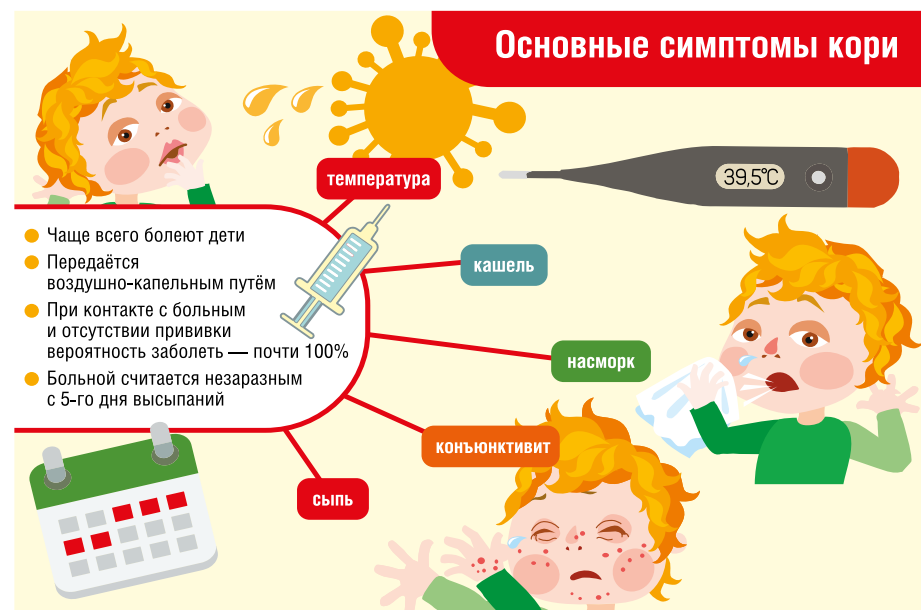 Основные симптомы кори
39,5°C
температура
кашель
насморк
конъюнктивит
сыпь
Чаще всего болеют дети
Передаётся
воздушно-капельным путём
При контакте с больным
и отсутствии прививки
вероятность заболеть — почти 100%
Больной считается незаразным
с 5-го дня высыпаний